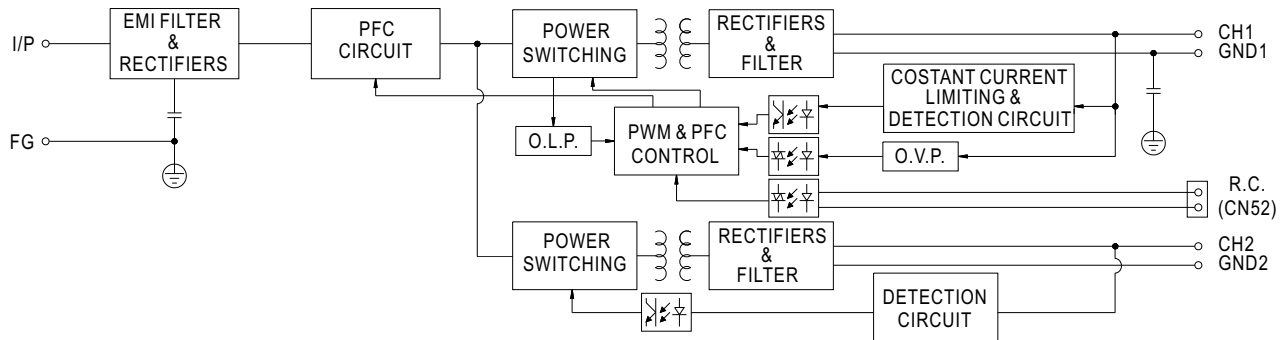 I/P
EMI FILTER
&
RECTIFIERS
PFC
CIRCUIT
POWER
SWITCHING
RECTIFIERS
&
FILTER
CH1
GND1
COSTANT CURRENT
LIMITING &
DETECTION CIRCUIT
FG
O.L.P.
PWM & PFC
CONTROL
O.V.P.
R.C.
(CN52)
POWER
SWITCHING
RECTIFIERS
&
FILTER
CH2
GND2
DETECTION
CIRCUIT